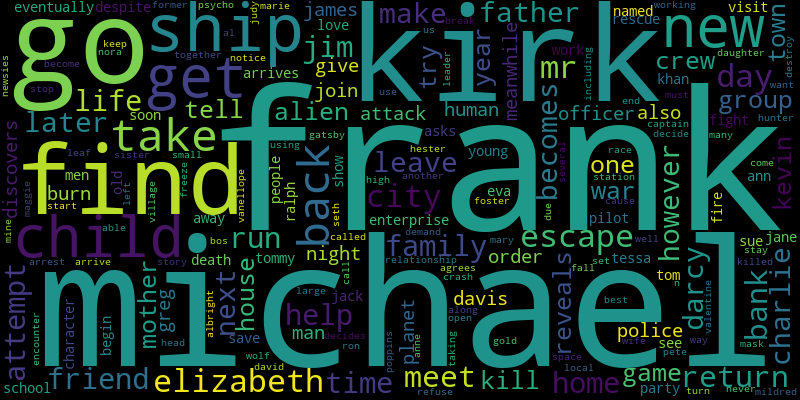 eventually
despite
former
psycho
judy
marie
break
working
named
visit
go
ship
kirk
new
james
make
father
town
al
love
us
rescue
together
get
jim
try
year
mr
work
crew
khan
day
keep
become
nora
stop
give
notice
arrives
join
use
leader
including
daughter
want
destroy
must
newsies
life
tell
alien
attack
human
meanwhile
officer
also
group
later
soon
take
frank
end
captain
fight
hunter
asks
gatsby
race
decide
many
discovers
leaf
sister
small
using
hester
young
becomes
one
however
kevin
find
men
old
left
village
freeze
vanellope
people
ralph
show
back
leave
another
high
eva
station
come
maggie
burn
away
city
foster
due
war
cause
several
ann
start
seth
enterprise
pilot
fire
mine
child
able
run
called
demand
mary
escape
well
sue
stay
jane
arrest
arrive
story
bos
death
tommy
night
family
order
fall
set
tessa
darcy
killed
michael
relationship
agrees
tom
n
bank
charlie
attempt
mother
greg
next
house
large
jack
call
planet
crash
reveals
best
see
valentine
encounter
character
begin
albright
save
help
decides
along
davis
open
gold
police
mask
head
wolf
man
ron
poppins
anne
taking
space
wife
pete
way
school
friend
elizabeth
david
time
meet
refuse
kill
local
home
game
party
turn
return
never
mildred